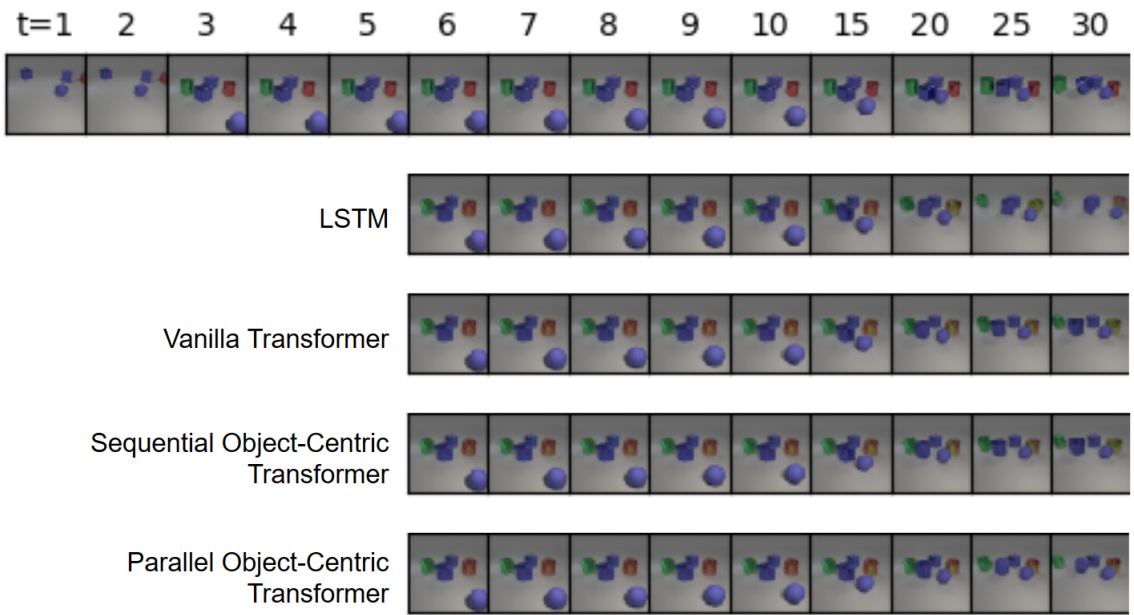 t=1 2 3 4 5 6 7 8 9 10 15 20 25 30
LSTM
Vanilla Transformer
Sequential Object-Centric
Transformer
Parallel Object-Centric
Transformer